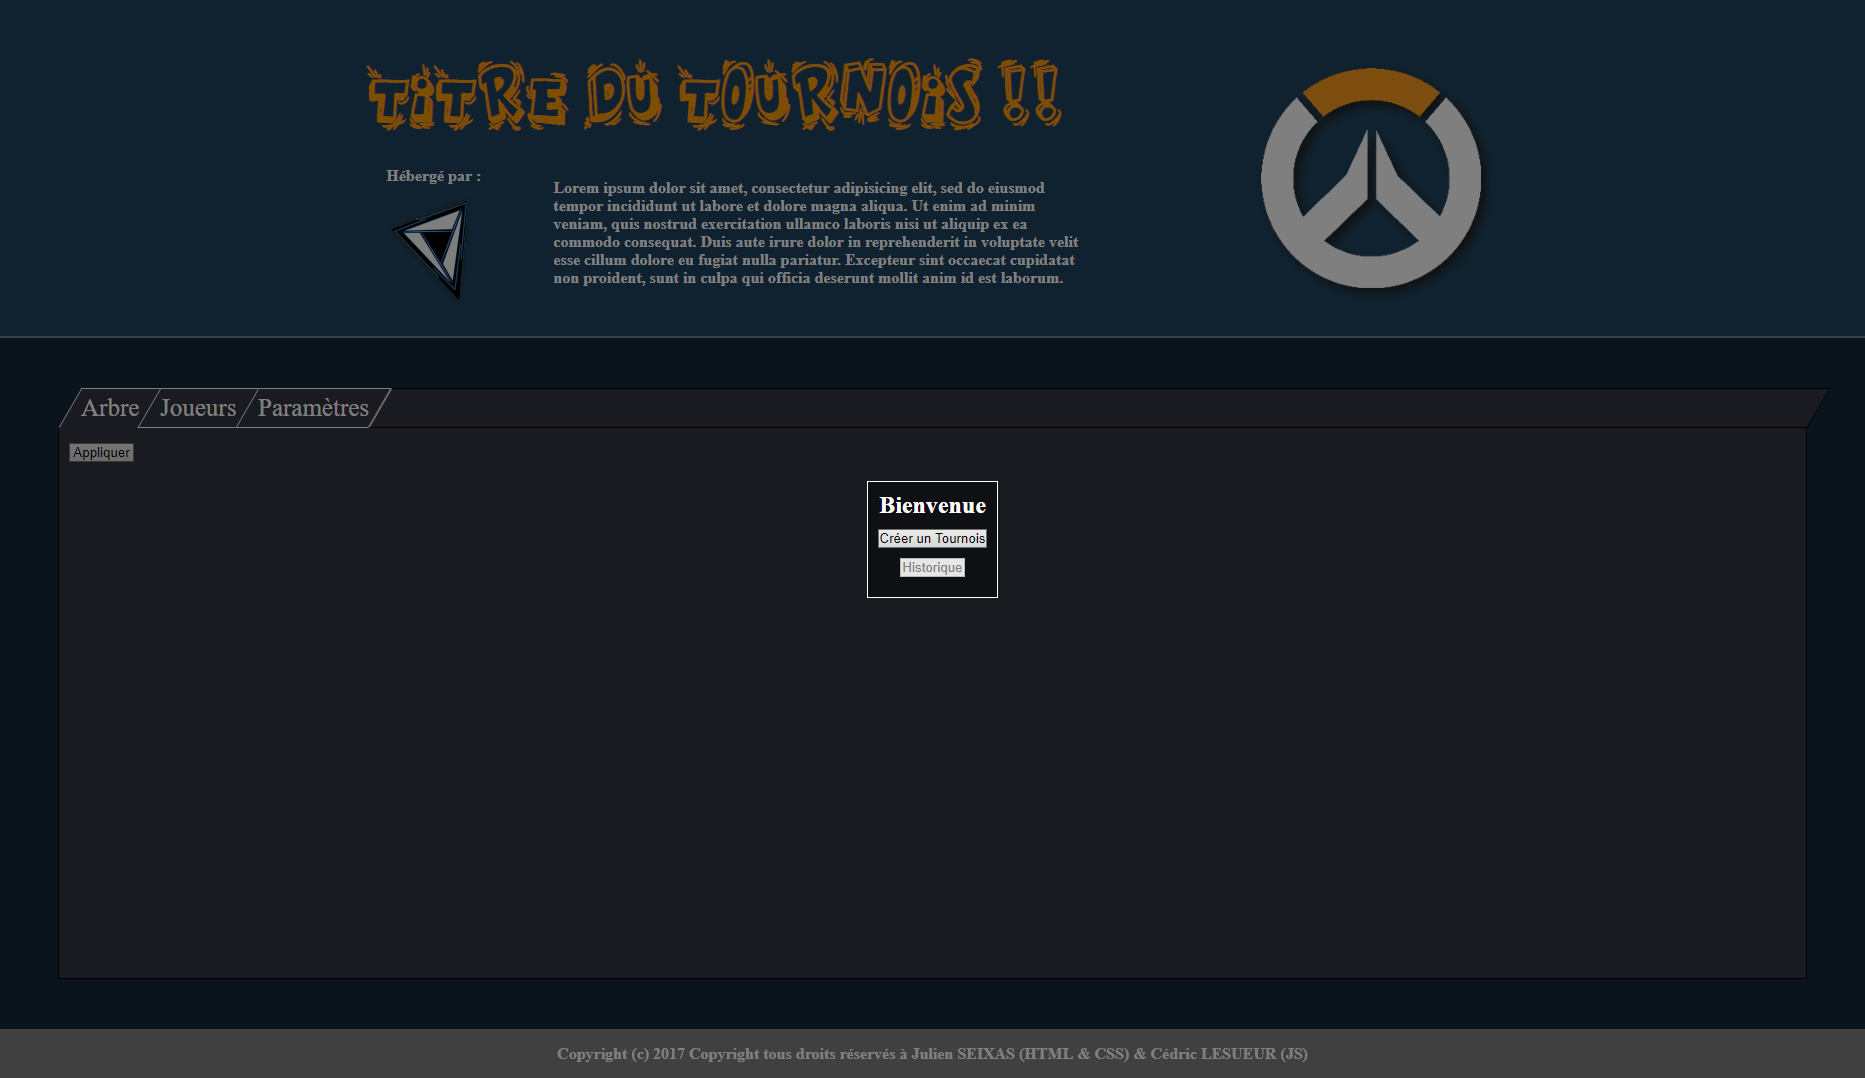 TiTRE DU TOURNOiS !!
Hébergé par :
Lorem ipsum dolor sit amet, consectetur adipisicing elit, sed do eiusmod
tempor incididunt ut labore et dolore magna aliqua. Ut enim ad minim
veniam, quis nostrud exercitation ullamco laboris nisi ut aliquip ex ea
commodo consequat. Duis aute irure dolor in reprehenderit in voluptate velit
esse cillum dolore eu fugiat nulla pariatur. Excepteur sint occaecat cupidatat
non proident, sunt in culpa qui officia deserunt mollit anim id est laborum.
Arbre Joueurs Paramètres
Appliquer
Bienvenue
Créer un Tournois
Historique
Copyright (c) 2017 Copyright tous droits réservés à Julien SEIXAS (HTML & CSS) & Cédric LESUEUR (JS)